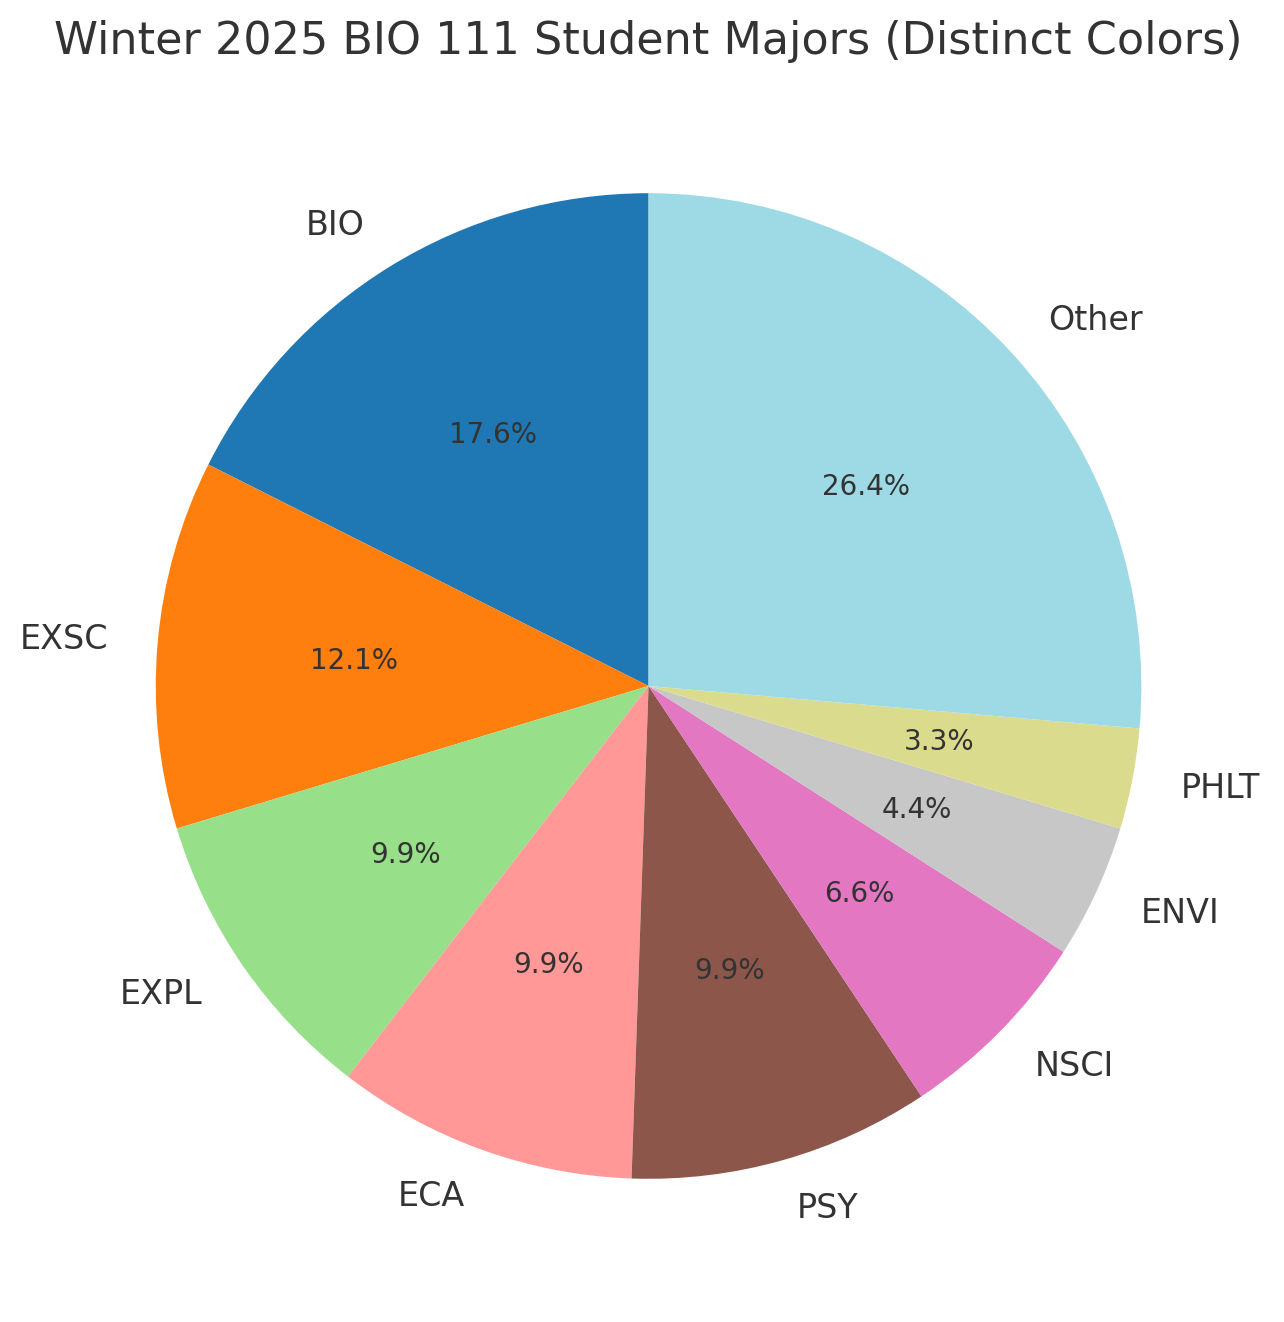 Winter 2025 BIO 111 Student Majors (Distinct Colors)
BIO
17.6%
Other
26.4%
EXSC
12.1%
3.3%
PHLT
4.4%
ENVI
9.9%
EXPL
6.6%
NSCI
9.9%
ECA
9.9%
PSY